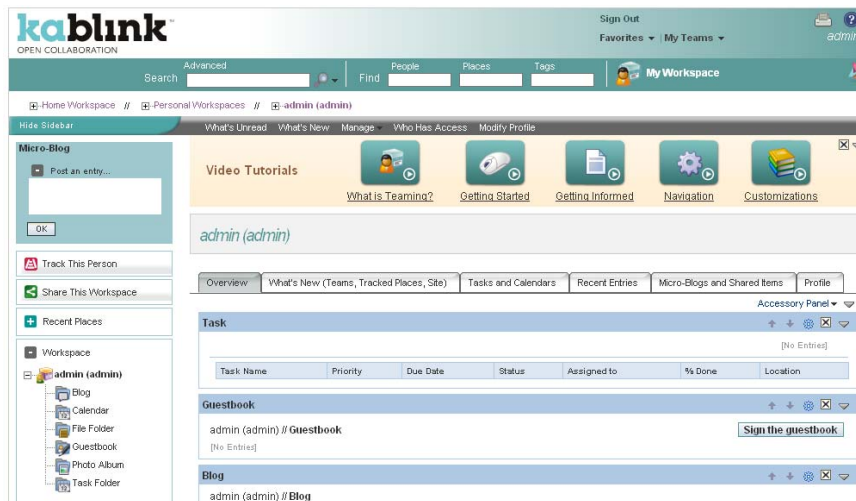 kablink
OPEN COLLABORATION
Sign Out
Favorites | My Teams
admin
Advanced
Search
Find
People
Places
Tags
My Workspace
Home Workspace // Personal Workspaces // admin (admin)
Hide Sidebar
What's Unread What's New Manage Who Has Access Modify Profile
Micro-Blog
Post an entry...
OK
Track This Person
Share This Workspace
Recent Places
Workspace
admin (admin)
Blog
Calendar
File Folder
Guestbook
Photo Album
Task Folder
Video Tutorials
What is Teaming?
Getting Started
Getting Informed
Navigation
Customizations
admin (admin)
Overview
What's New (Teams, Tracked Places, Site)
Tasks and Calendars
Recent Entries
Micro-Blogs and Shared Items
Profile
Accessory Panel
Task
[No Entries]
Task Name Priority Due Date Status Assigned to % Done Location
Guestbook
admin (admin) // Guestbook
Sign the guestbook
[No Entries]
Blog
admin (admin) // Blog